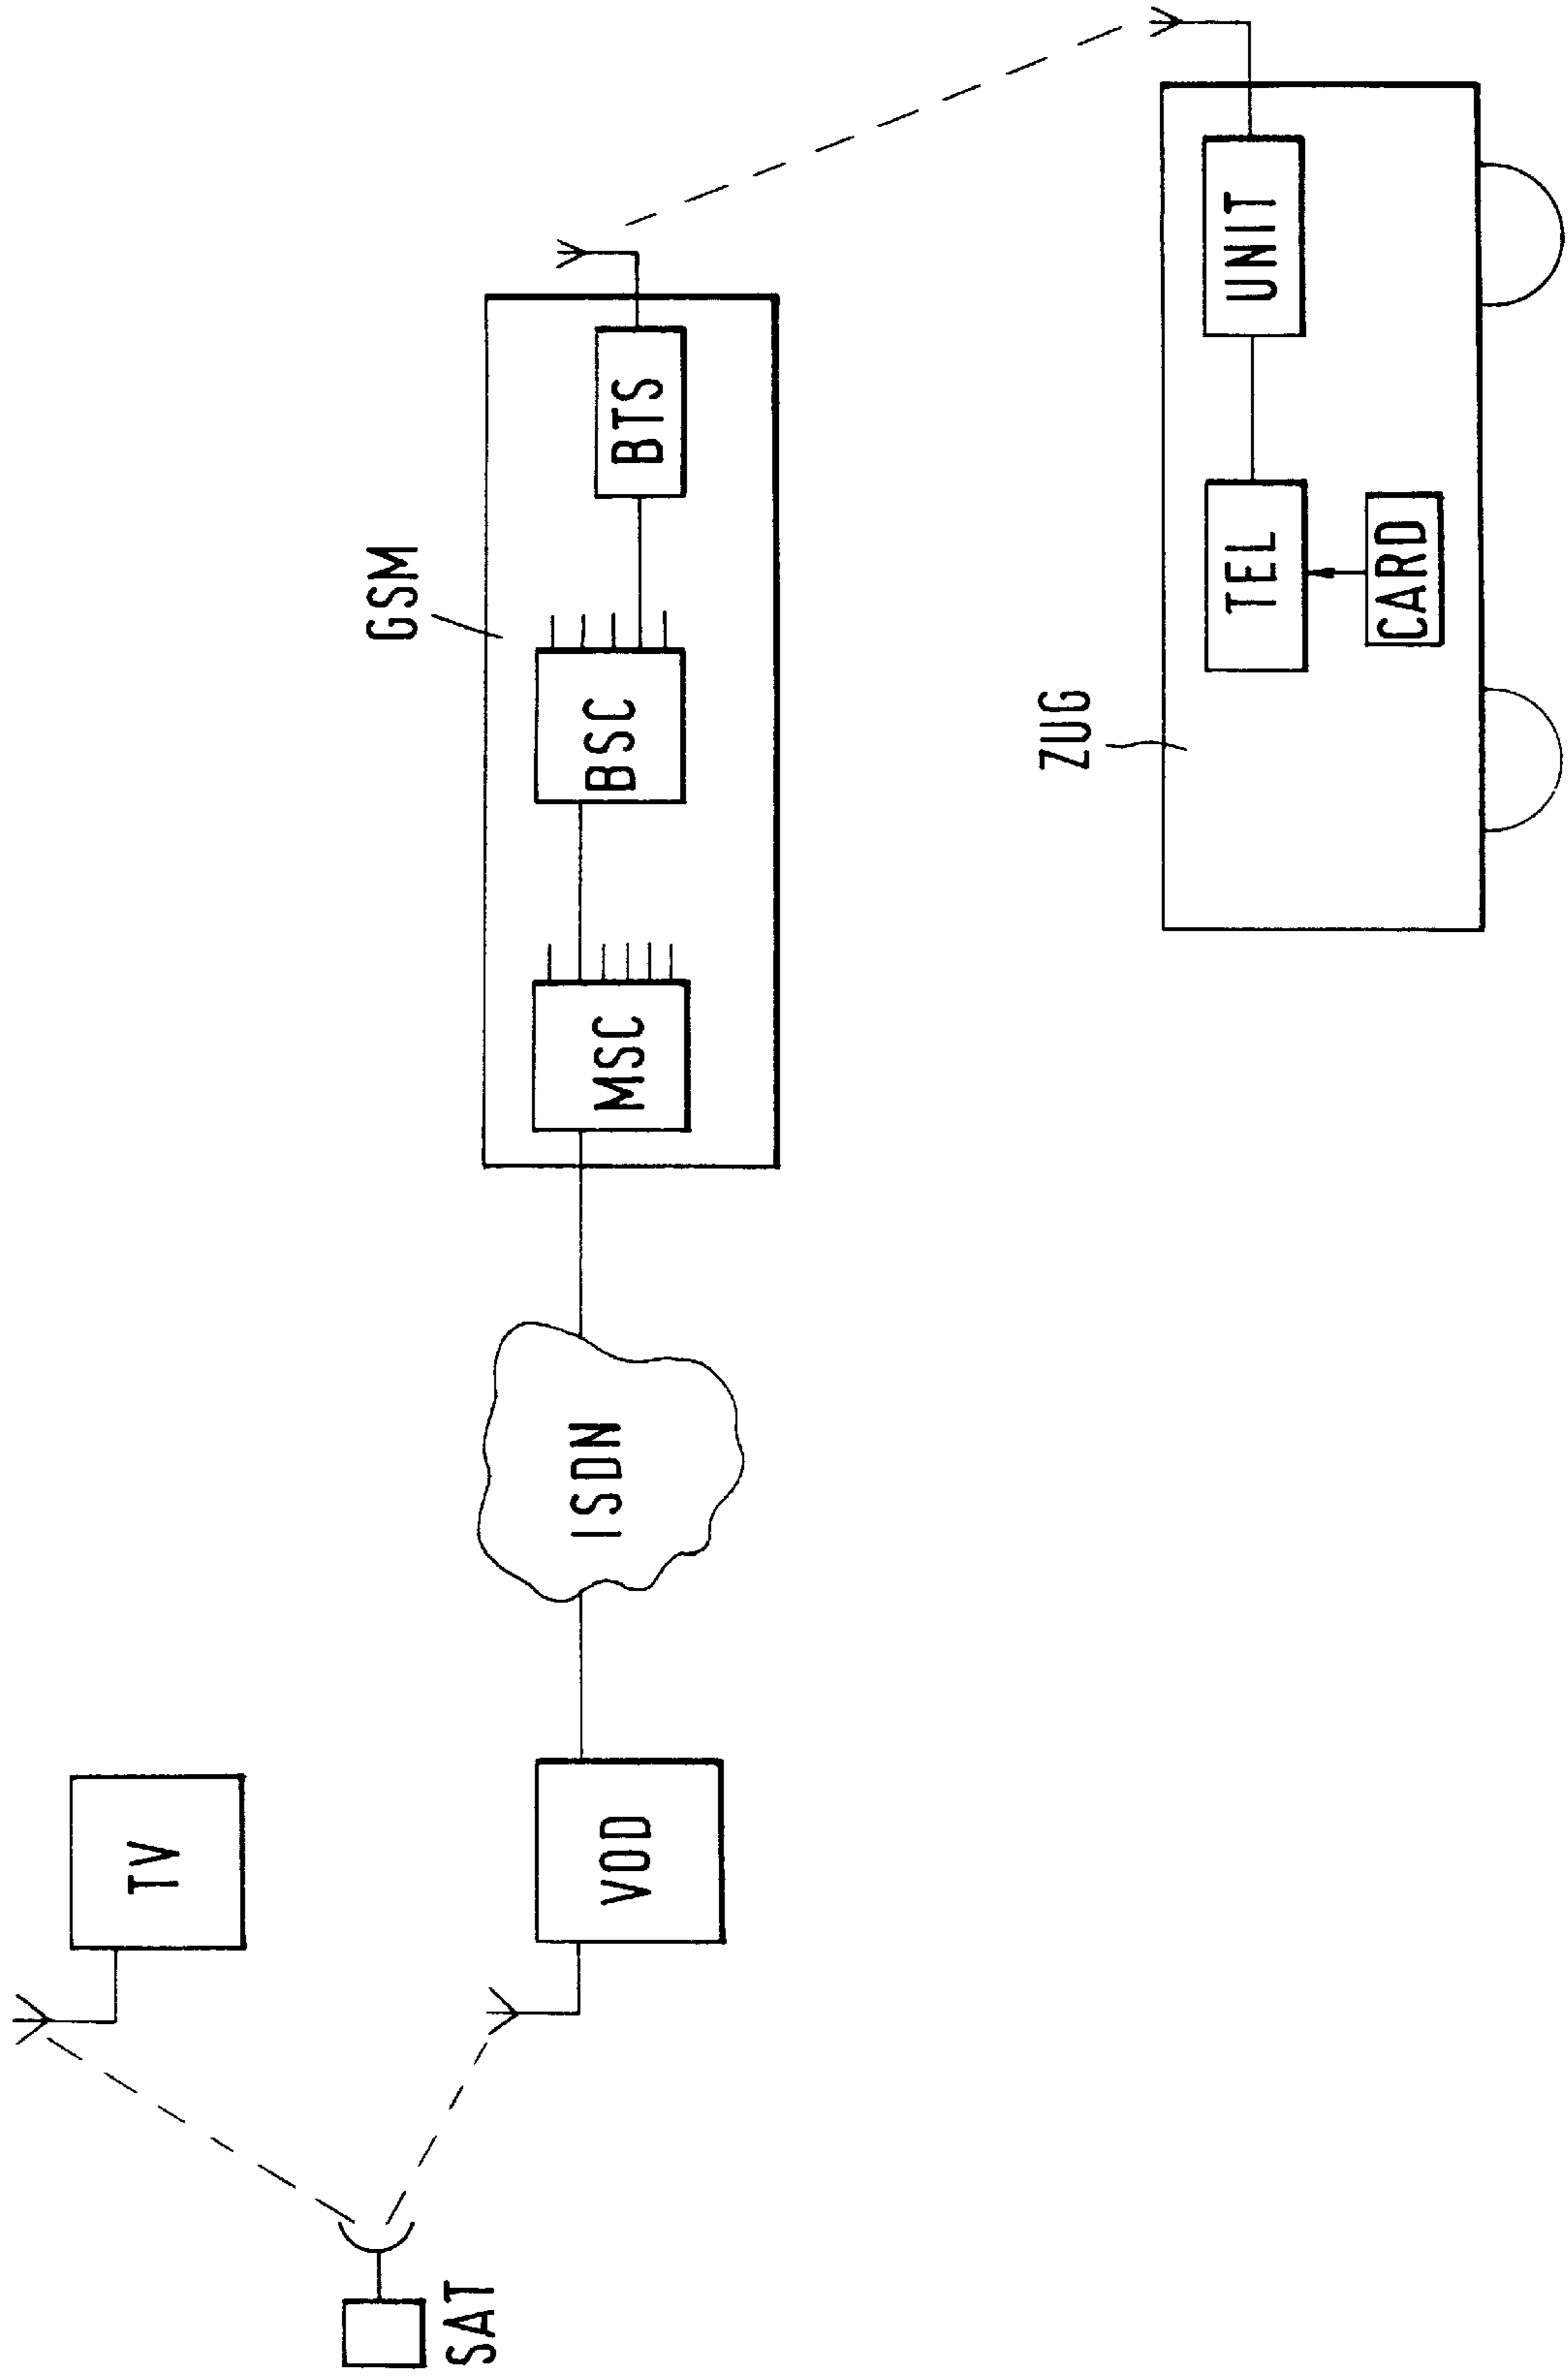 TV
SAT
VOD
ISDN
GSM
MSC
BSC
BTS
ZUG
TEL
UNIT
CARD